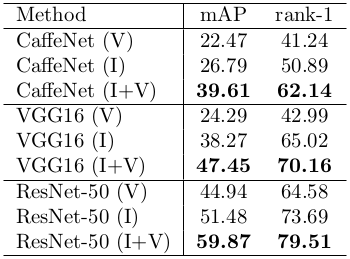 Method mAP rank-1
CaffeNet (V) 22.47 41.24
CaffeNet (I) 26.79 50.89
CaffeNet (I+V) 39.61 62.14
VGG16 (V) 24.29 42.99
VGG16 (I) 38.27 65.02
VGG16 (I+V) 47.45 70.16
ResNet-50 (V) 44.94 64.58
ResNet-50 (I) 51.48 73.69
ResNet-50 (I+V) 59.87 79.51